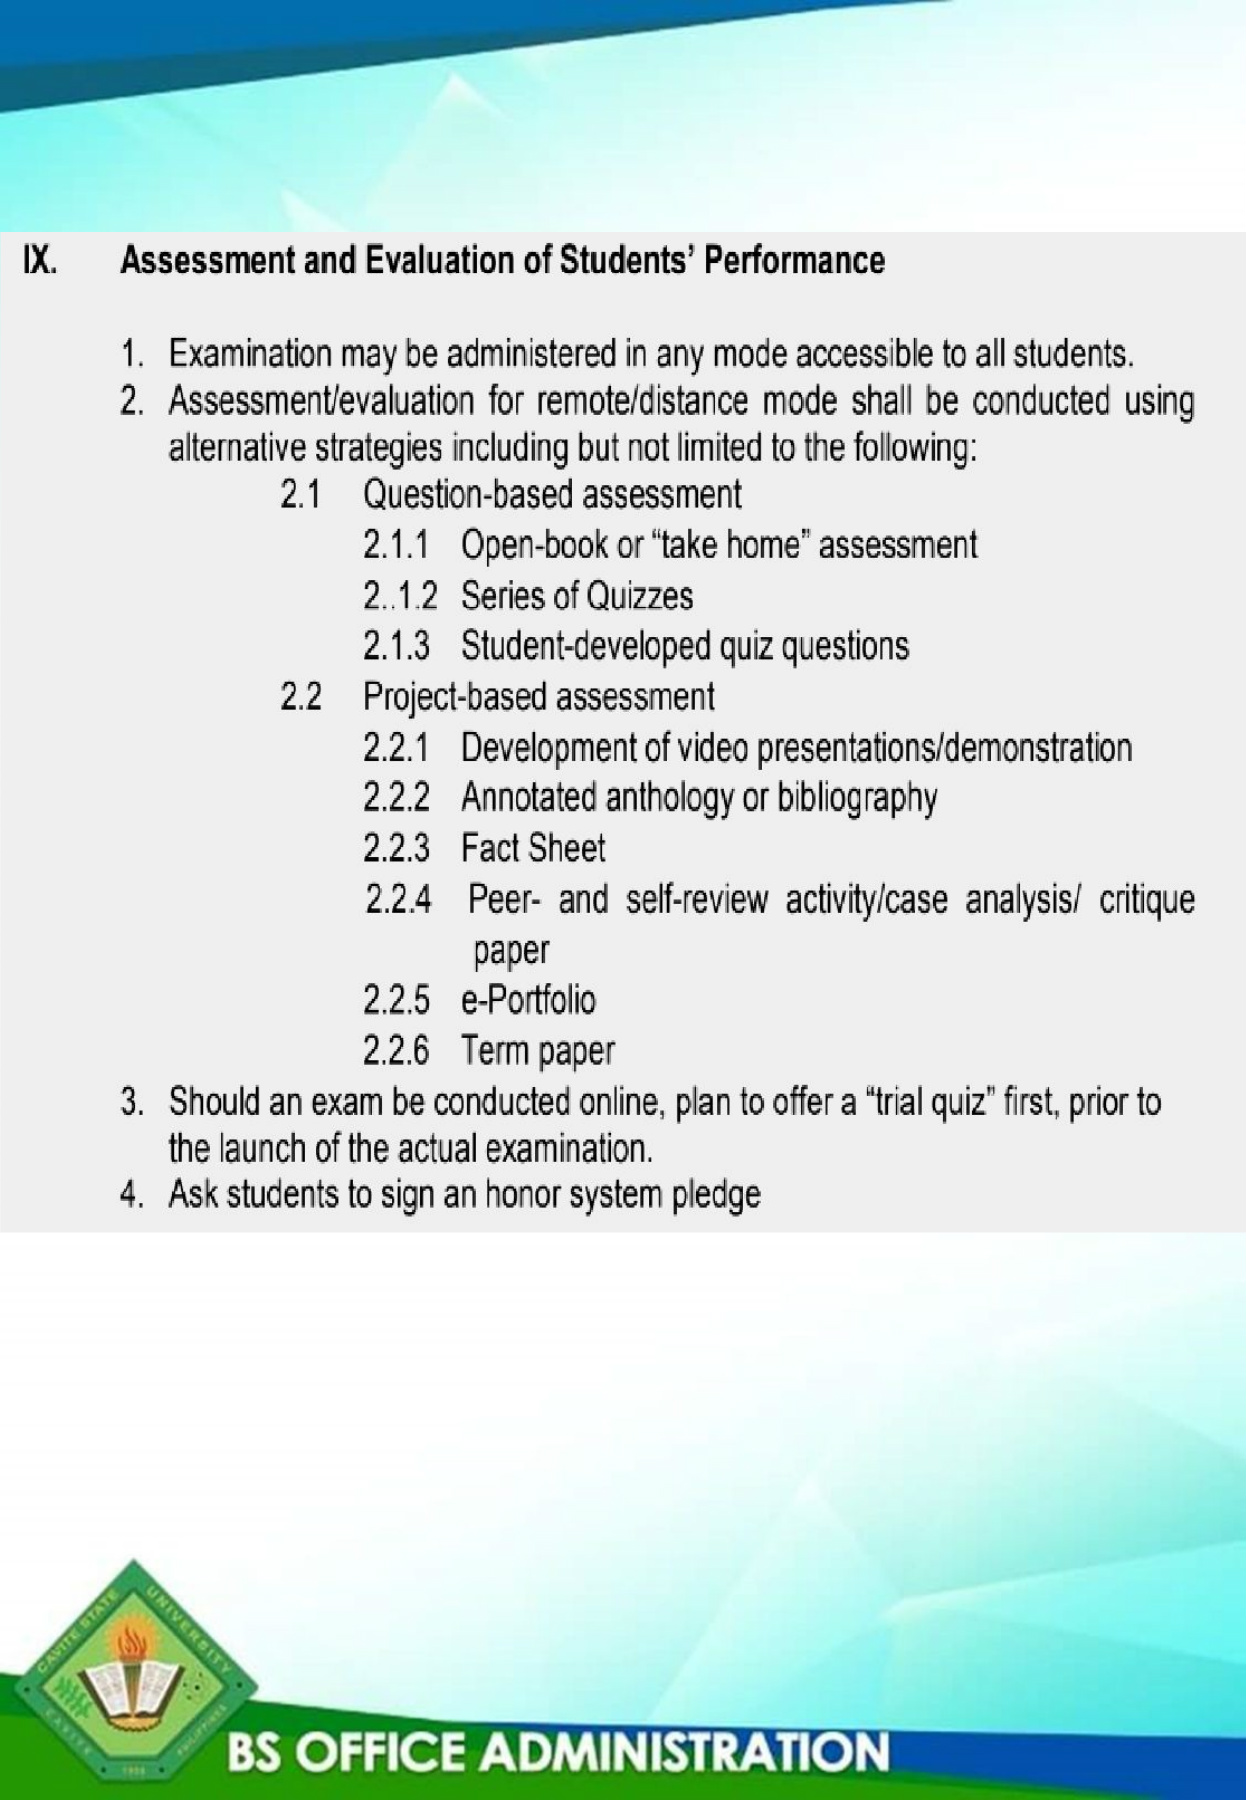 IX. Assessment and Evaluation of Students’ Performance
1. Examination may be administered in any mode accessible to all students.
2. Assessment/evaluation for remote/distance mode shall be conducted using
alternative strategies including but not limited to the following:
2.1 Question-based assessment
2.1.1 Open-book or “take home” assessment
2..1.2 Series of Quizzes
2.1.3 Student-developed quiz questions
2.2 Project-based assessment
2.2.1 Development of video presentations/demonstration
2.2.2 Annotated anthology or bibliography
2.2.3 Fact Sheet
2.2.4 Peer- and self-review activity/case analysis/ critique
paper
2.2.5 e-Portfolio
2.2.6 Term paper
3. Should an exam be conducted online, plan to offer a “trial quiz” first, prior to
the launch of the actual examination.
4. Ask students to sign an honor system pledge
CAVITE STATE UNIVERSITY
CAVITE PHILIPPINES
1906
BS OFFICE ADMINISTRATION